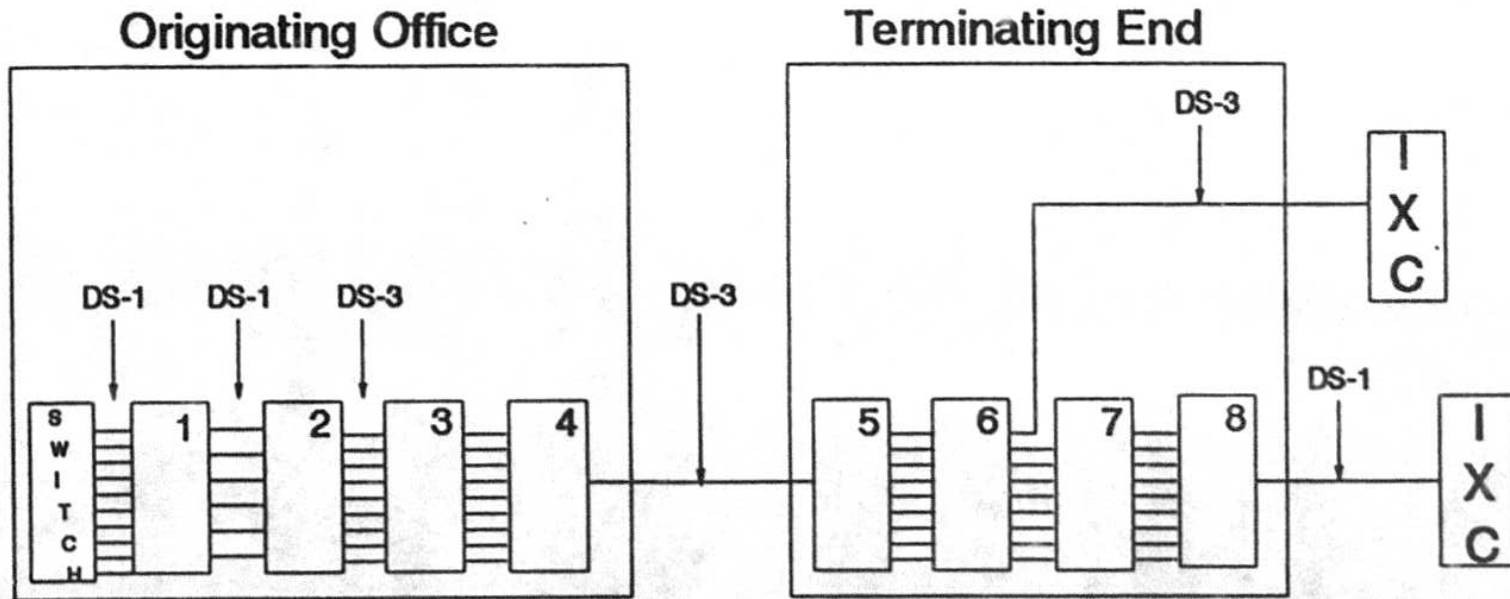 Originating Office
Terminating End
DS-3
I
X
C
DS-1
DS-1
DS-3
DS-3
DS-1
S
W
I
T
C
H
1
2
3
4
5
6
7
8
I
X
C